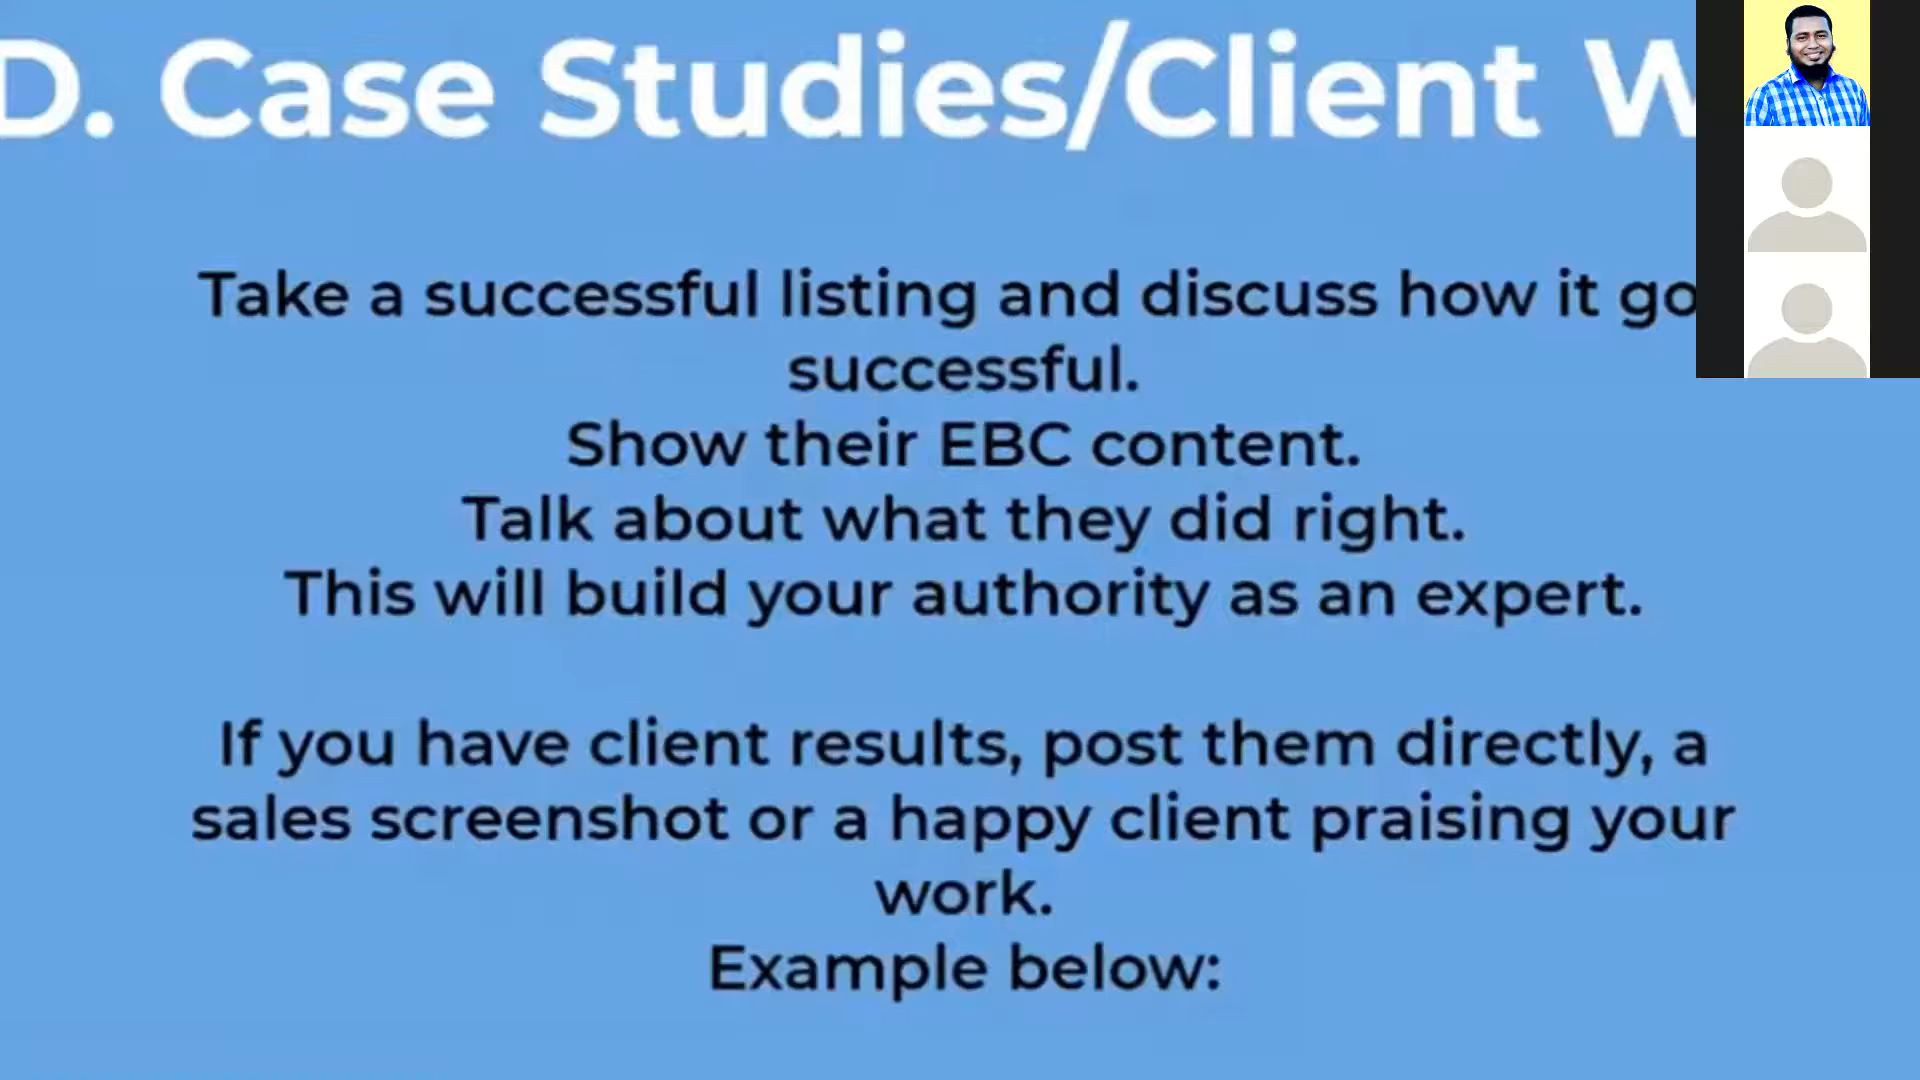 D. Case Studies/Client W
Take a successful listing and discuss how it go
successful.
Show their EBC content.
Talk about what they did right.
This will build your authority as an expert.
If you have client results, post them directly, a
sales screenshot or a happy client praising your
work.
Example below: